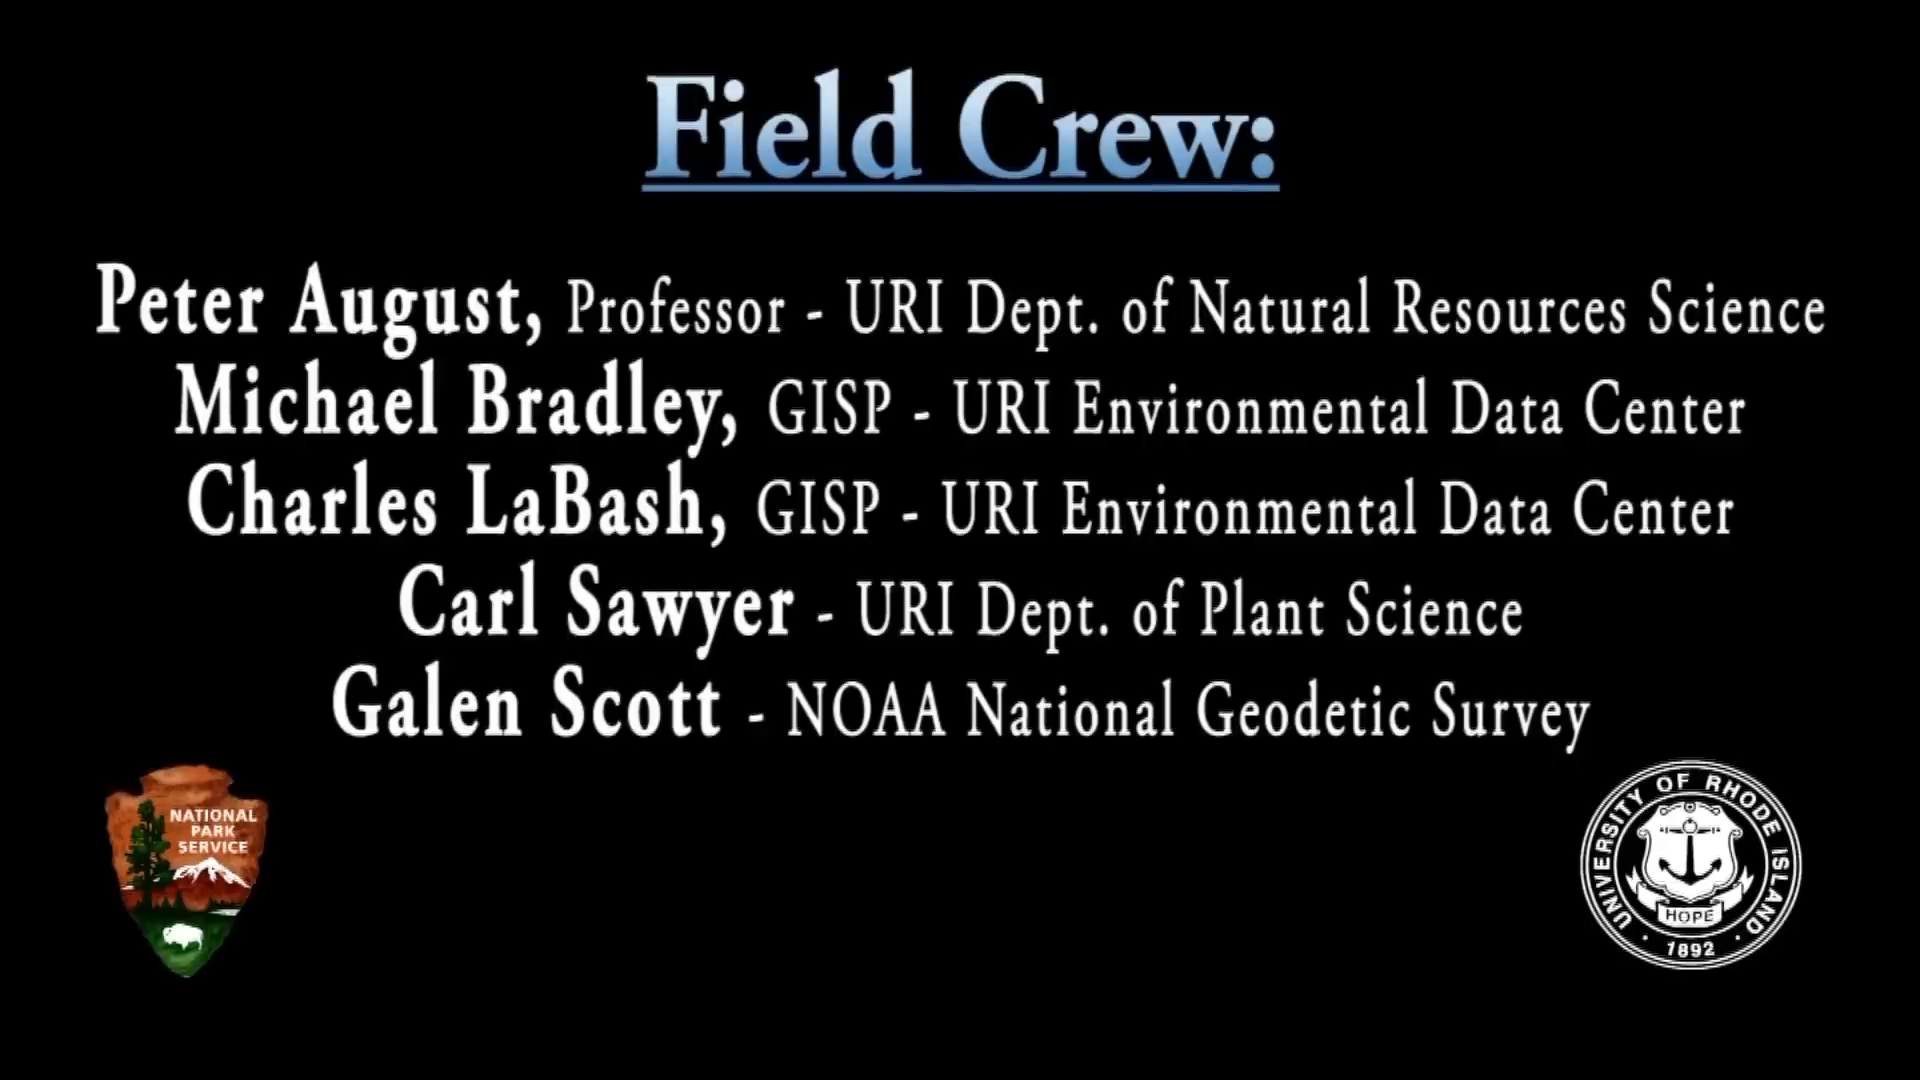 Field Crew:
Peter August, Professor - URI Dept. of Natural Resources Science
Michael Bradley, GISP - URI Environmental Data Center
Charles LaBash, GISP - URI Environmental Data Center
Carl Sawyer - URI Dept. of Plant Science
Galen Scott - NOAA National Geodetic Survey
NATIONAL
PARK
SERVICE
UNIVERSITY OF RHODE ISLAND
HOPE
· 1892 ·